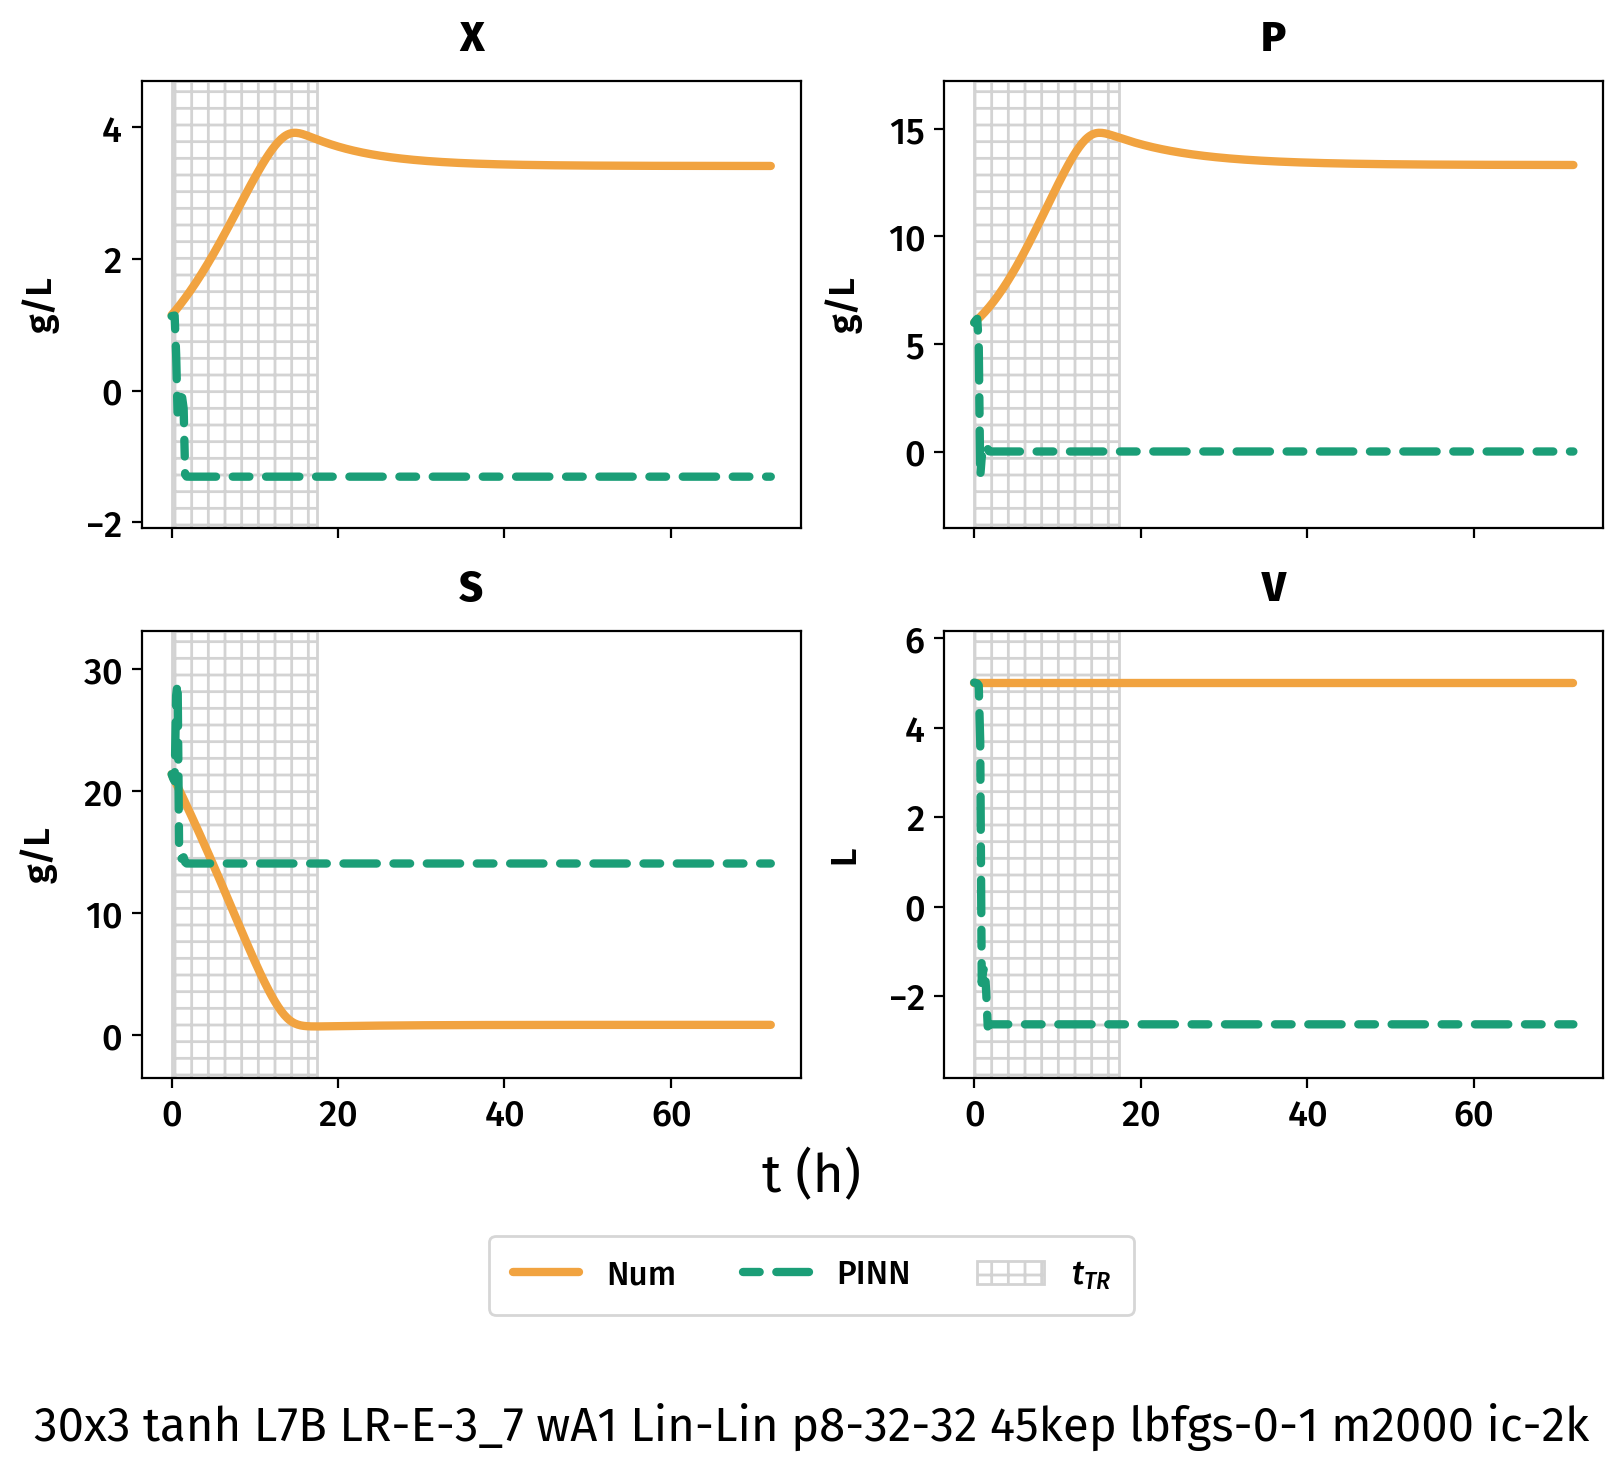 X
P
4
2
0
−2
g/L
15
10
5
0
g/L
S
V
30
20
10
0
g/L
6
4
2
0
−2
L
0 20 40 60
0 20 40 60
t (h)
Num PINN t_TR
30x3 tanh L7B LR-E-3_7 wA1 Lin-Lin p8-32-32 45kep lbfgs-0-1 m2000 ic-2k